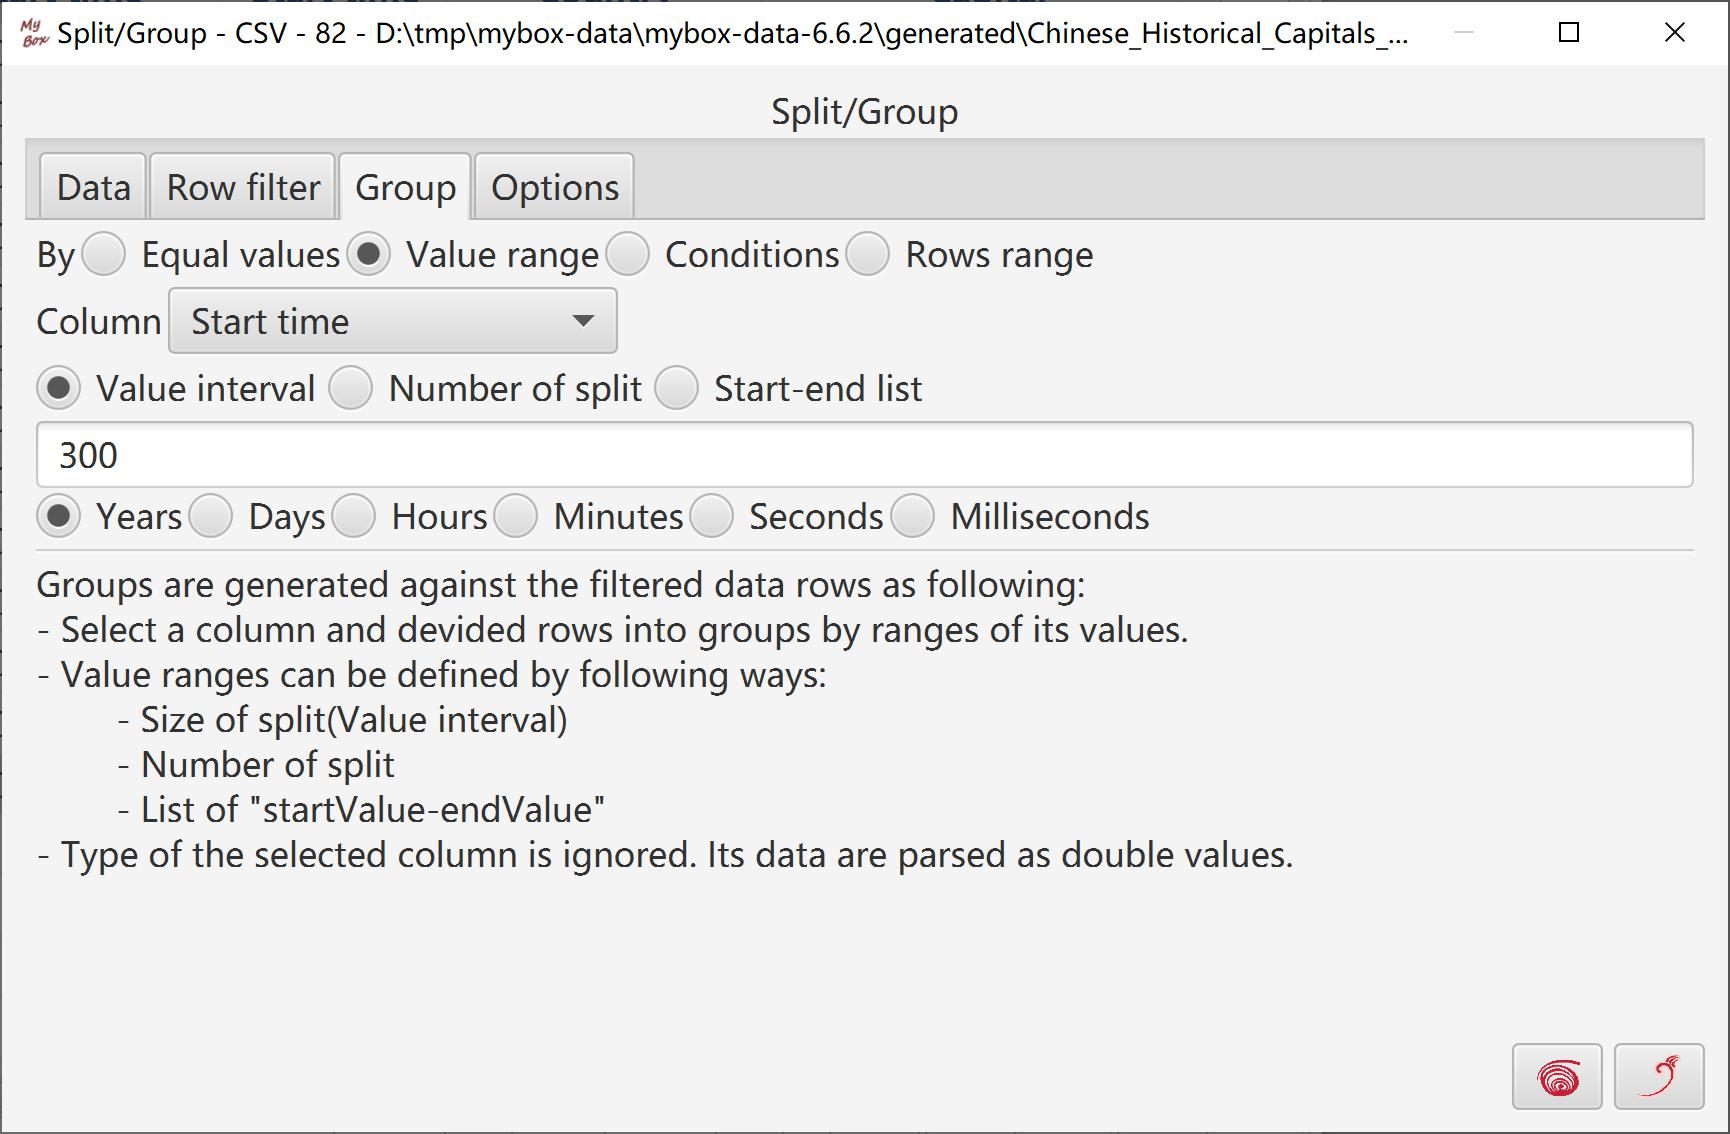 My Box Split/Group - CSV - 82 - D:\tmp\mybox-data\mybox-data-6.6.2\generated\Chinese_Historical_Capitals_...
Split/Group
Data Row filter Group Options
By Equal values Value range Conditions Rows range
Column Start time
Value interval Number of split Start-end list
300
Years Days Hours Minutes Seconds Milliseconds
Groups are generated against the filtered data rows as following:
- Select a column and devided rows into groups by ranges of its values.
- Value ranges can be defined by following ways:
- Size of split(Value interval)
- Number of split
- List of "startValue-endValue"
- Type of the selected column is ignored. Its data are parsed as double values.